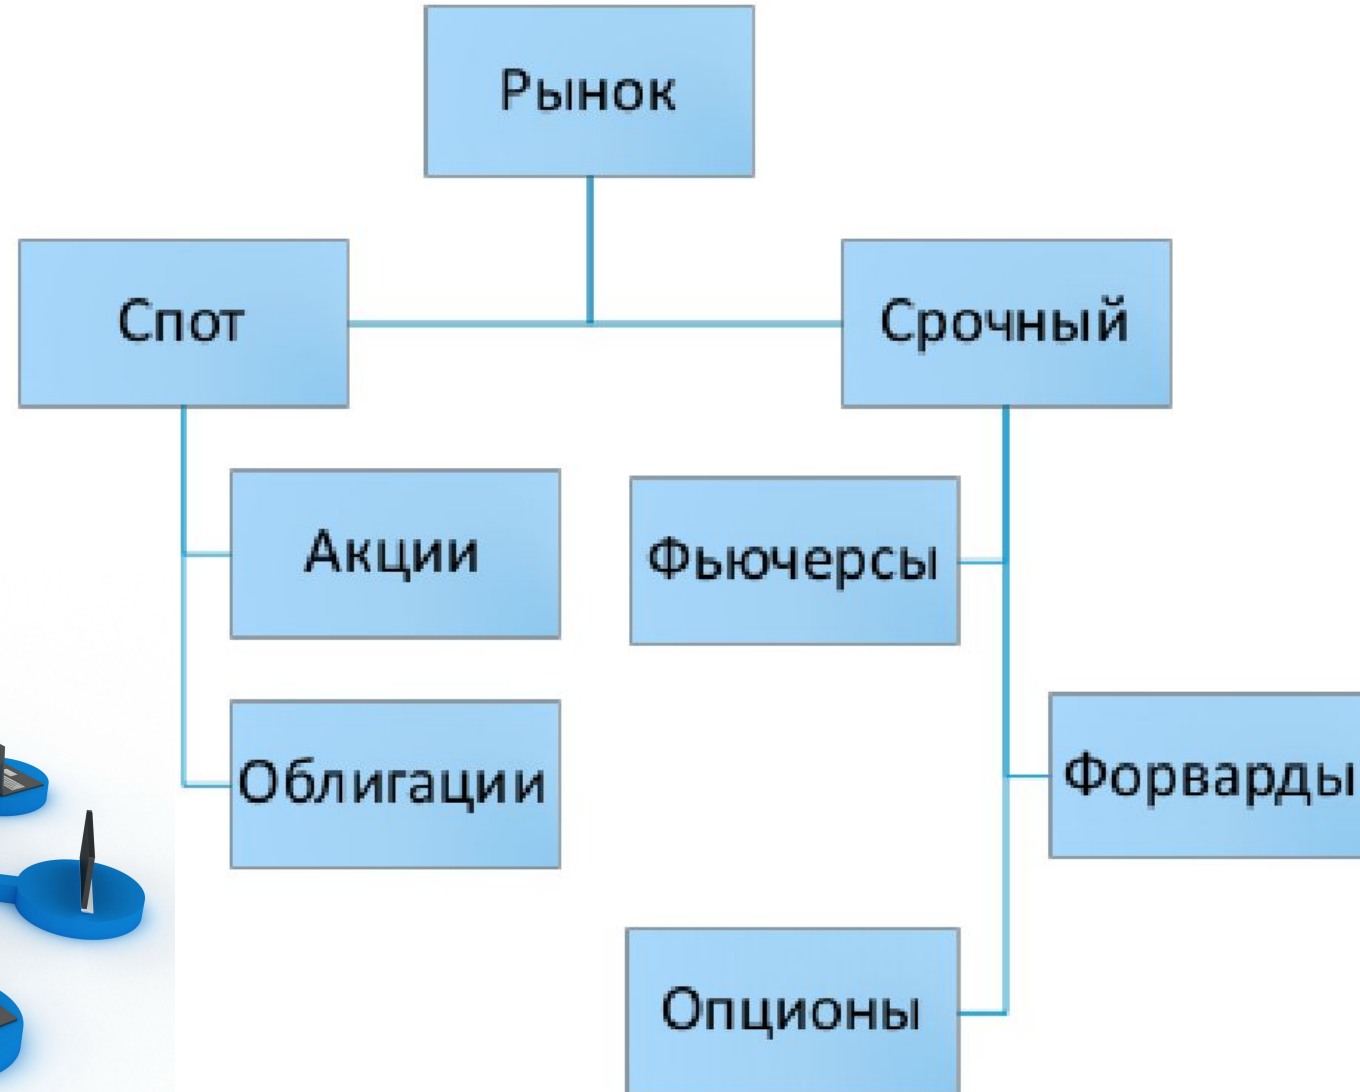 Рынок
Спот
Срочный
Акции
Фьючерсы
Облигации
Форварды
Опционы